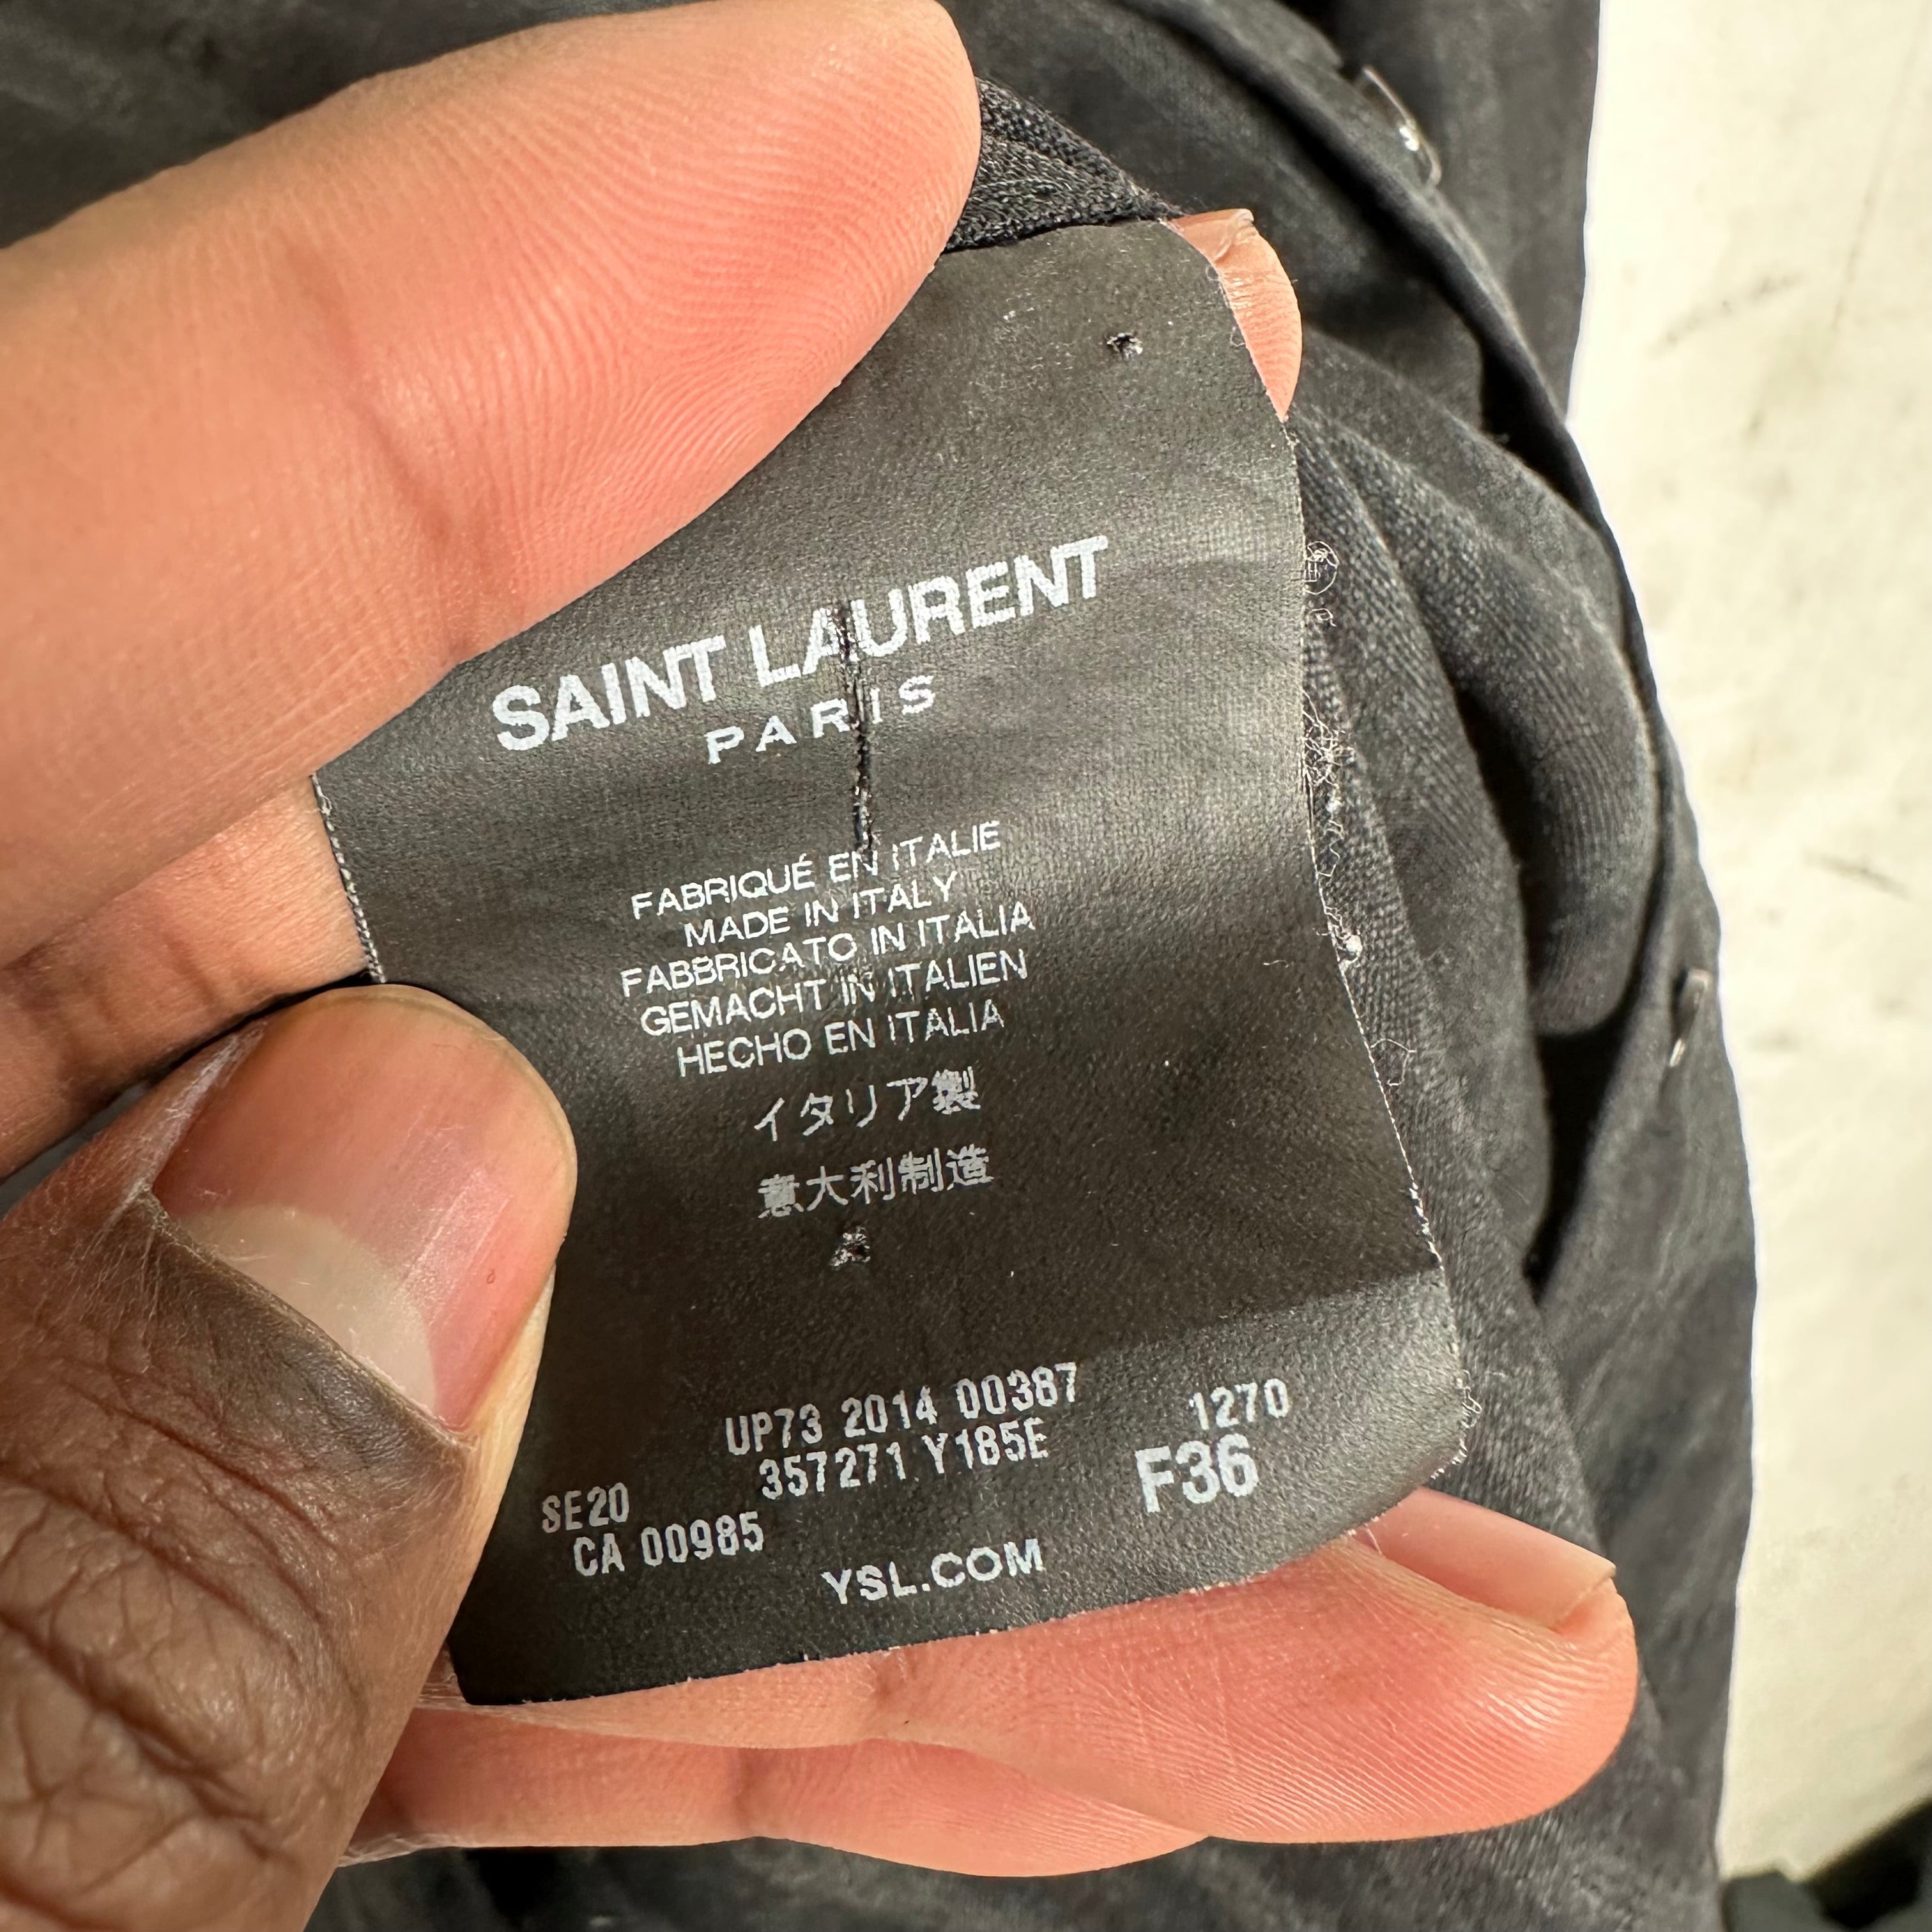 SAINT LAURENT
PARIS
FABRIQUÉ EN ITALIE
MADE IN ITALY
FABBRICATO IN ITALIA
GEMACHT IN ITALIEN
HECHO EN ITALIA
イタリア製
意大利制造
UP73 2014 00387
1270
357271 Y185E
F36
SE20
CA 00985
YSL.COM